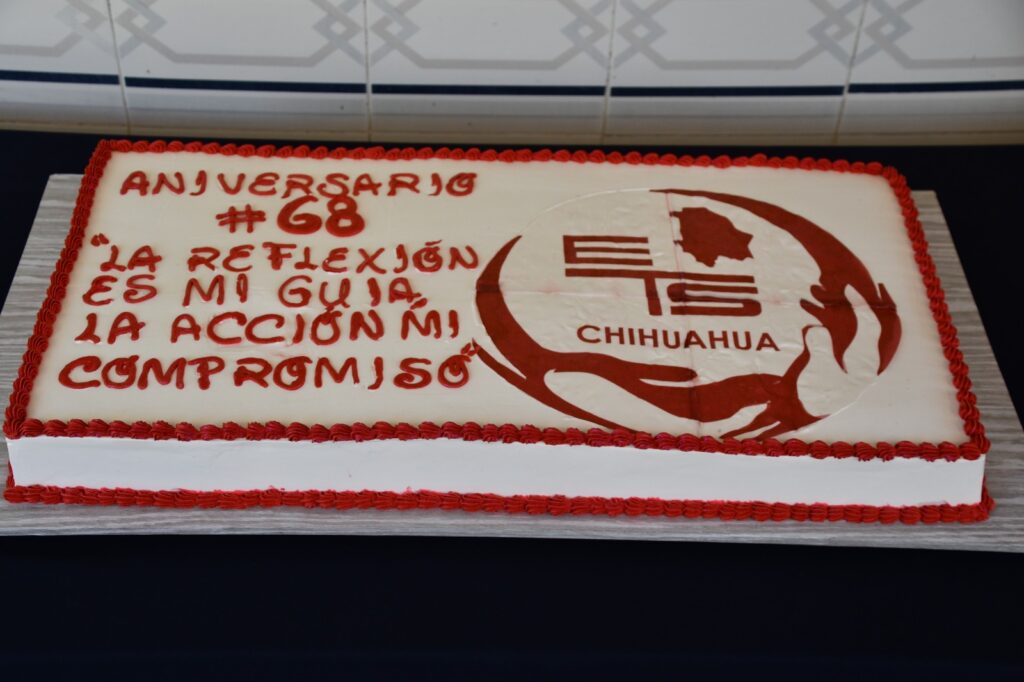 ANIVERSARIO
#68
"LA REFLEXIÓN
ES MI GUIA,
LA ACCIÓN MI
COMPROMISO"
ETS
CHIHUAHUA